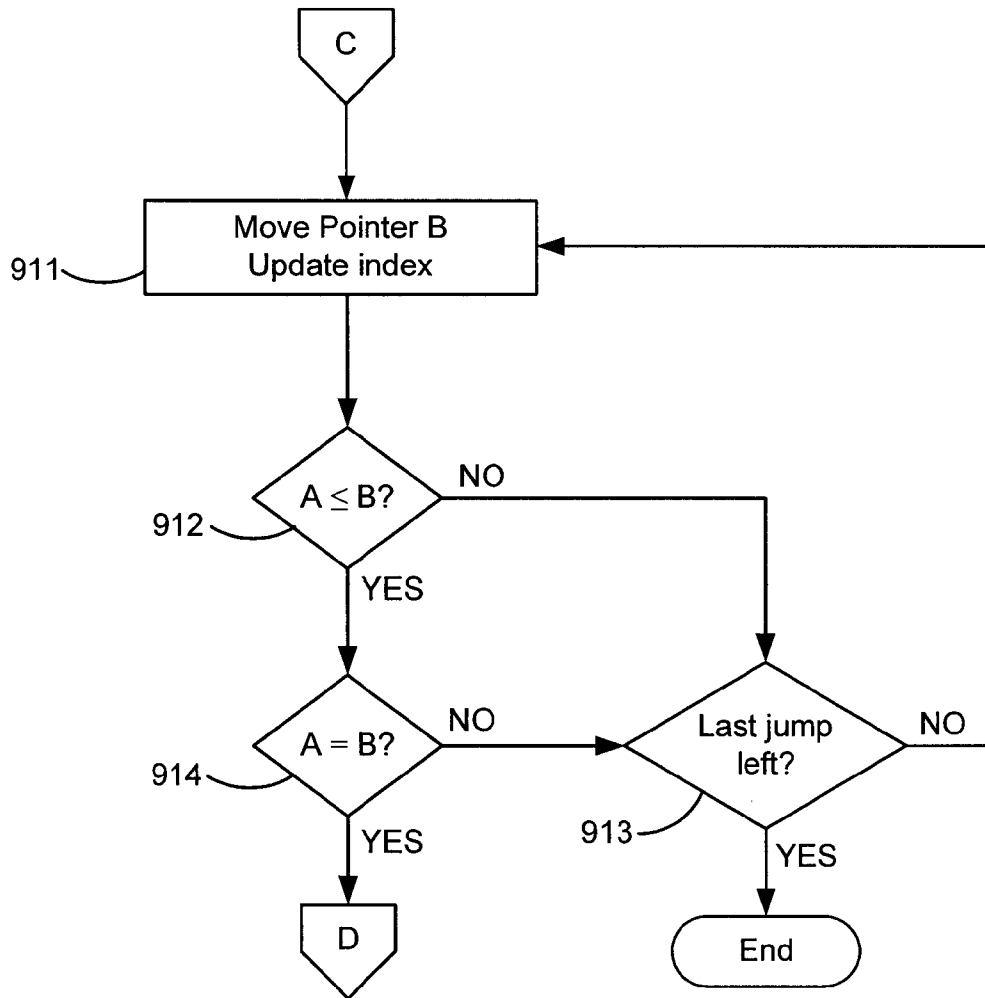 C
Move Pointer B
Update index
911
A ≤ B?
NO
912
YES
A = B?
NO
Last jump
left?
NO
914
913
YES
YES
D
End